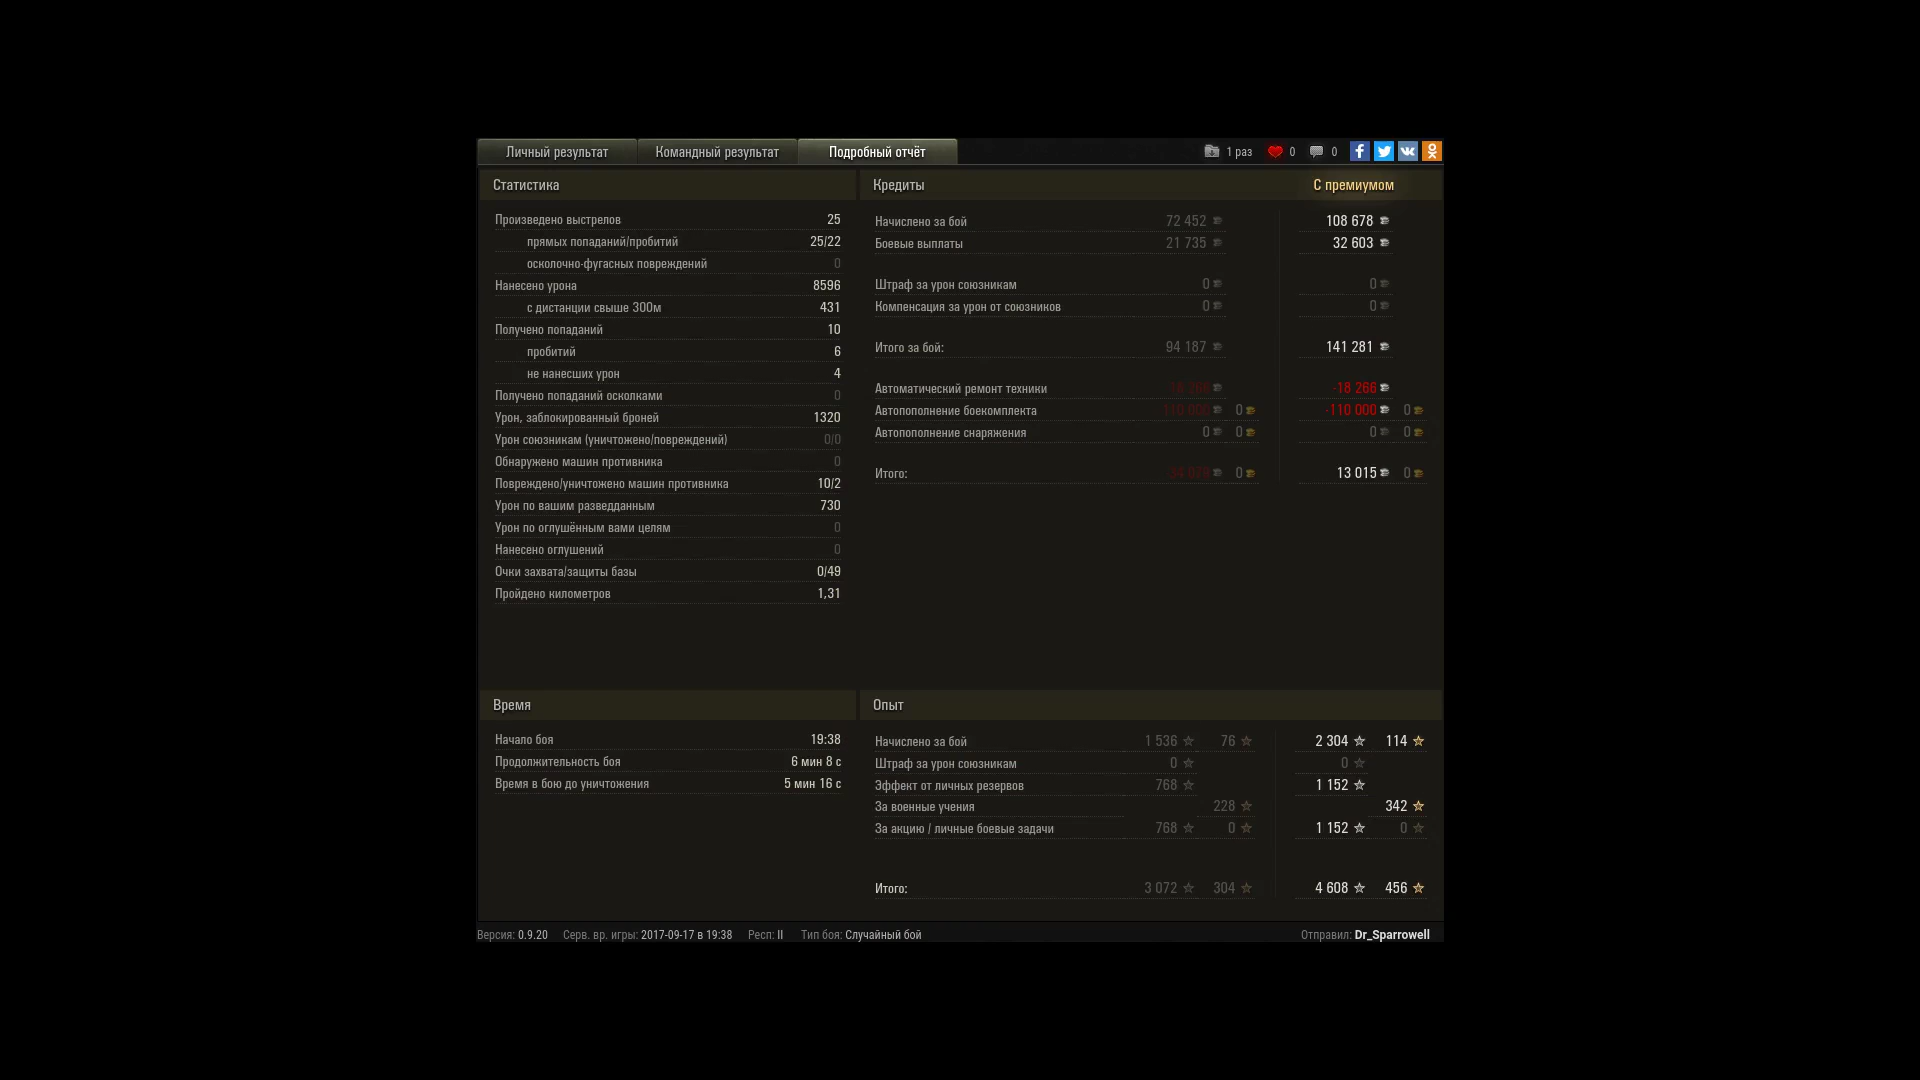 Личный результат Командный результат Подробный отчёт 1 раз 0 0
Статистика
Произведено выстрелов 25
прямых попаданий/пробитий 25/22
осколочно-фугасных повреждений 0
Нанесено урона 8596
с дистанции свыше 300м 431
Получено попаданий 10
пробитий 6
не нанесших урон 4
Получено попаданий осколками 0
Урон, заблокированный броней 1320
Урон союзникам (уничтожено/повреждений) 0/0
Обнаружено машин противника 0
Повреждено/уничтожено машин противника 10/2
Урон по вашим разведданным 730
Урон по оглушённым вами целям 0
Нанесено оглушений 0
Очки захвата/защиты базы 0/49
Пройдено километров 1,31
Кредиты С премиумом
Начислено за бой 72 452 108 678
Боевые выплаты 21 735 32 603
Штраф за урон союзникам 0 0
Компенсация за урон от союзников 0 0
Итого за бой: 94 187 141 281
Автоматический ремонт техники -18 266
Автопополнение боекомплекта -110 000 0 -110 000 0
Автопополнение снаряжения 0 0 0 0
Итого: 0 13 015 0
Время
Начало боя 19:38
Продолжительность боя 6 мин 8 с
Время в бою до уничтожения 5 мин 16 с
Опыт
Начислено за бой 1 536 76 2 304 114
Штраф за урон союзникам 0 0
Эффект от личных резервов 768 1 152
За военные учения 228 342
За акцию / личные боевые задачи 768 0 1 152 0
Итого: 3 072 304 4 608 456
Версия: 0.9.20 Серв. вр. игры: 2017-09-17 в 19:38 Респ: II Тип боя: Случайный бой Отправил: Dr_Sparrowell